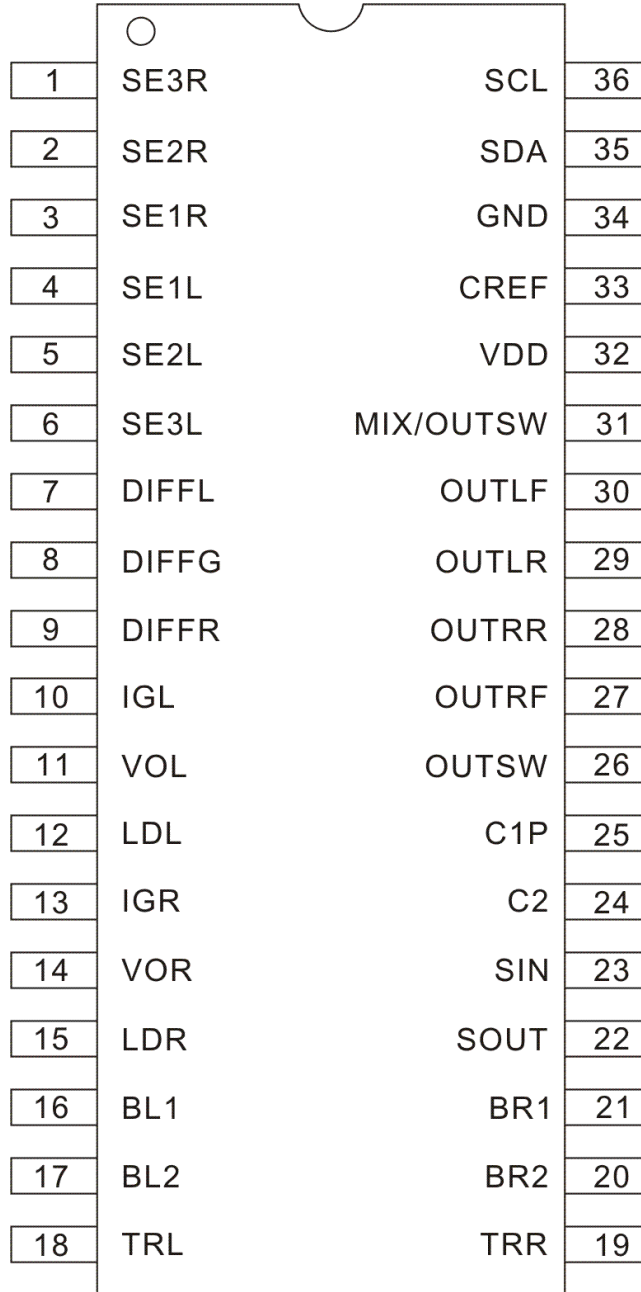 1 SE3R SCL 36
2 SE2R SDA 35
3 SE1R GND 34
4 SE1L CREF 33
5 SE2L VDD 32
6 SE3L MIX/OUTSW 31
7 DIFFL OUTLF 30
8 DIFFG OUTLR 29
9 DIFFR OUTRR 28
10 IGL OUTRF 27
11 VOL OUTSW 26
12 LDL C1P 25
13 IGR C2 24
14 VOR SIN 23
15 LDR SOUT 22
16 BL1 BR1 21
17 BL2 BR2 20
18 TRL TRR 19